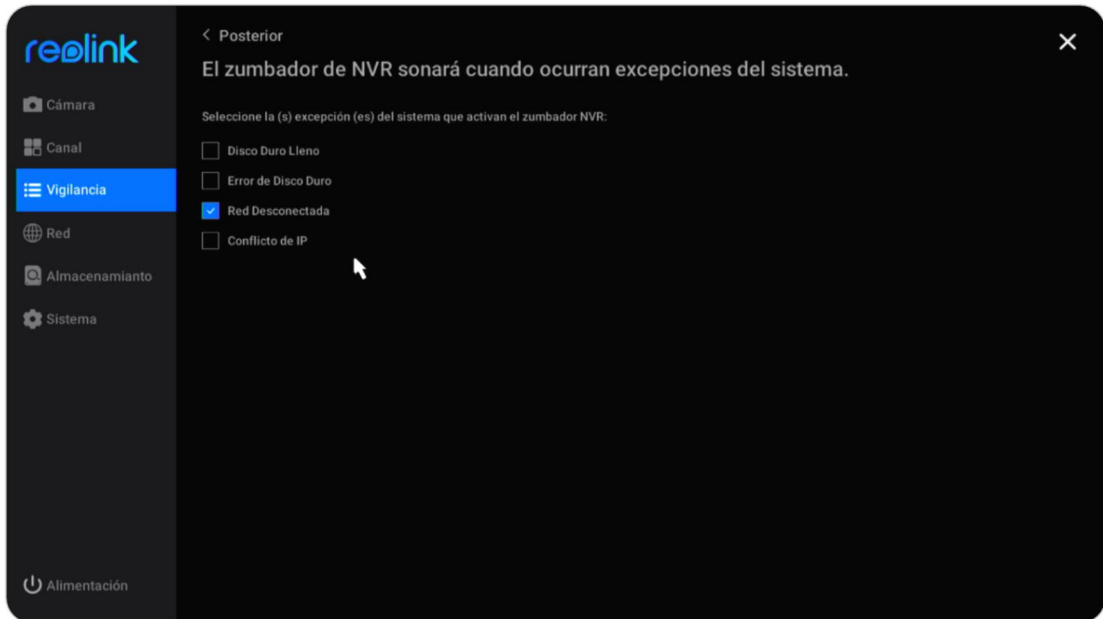 reolink
Cámara
Canal
Vigilancia
Red
Almacenamianto
Sistema
Alimentación
Posterior
El zumbador de NVR sonará cuando ocurran excepciones del sistema.
Seleccione la (s) excepción (es) del sistema que activan el zumbador NVR:
Disco Duro Lleno
Error de Disco Duro
Red Desconectada
Conflicto de IP